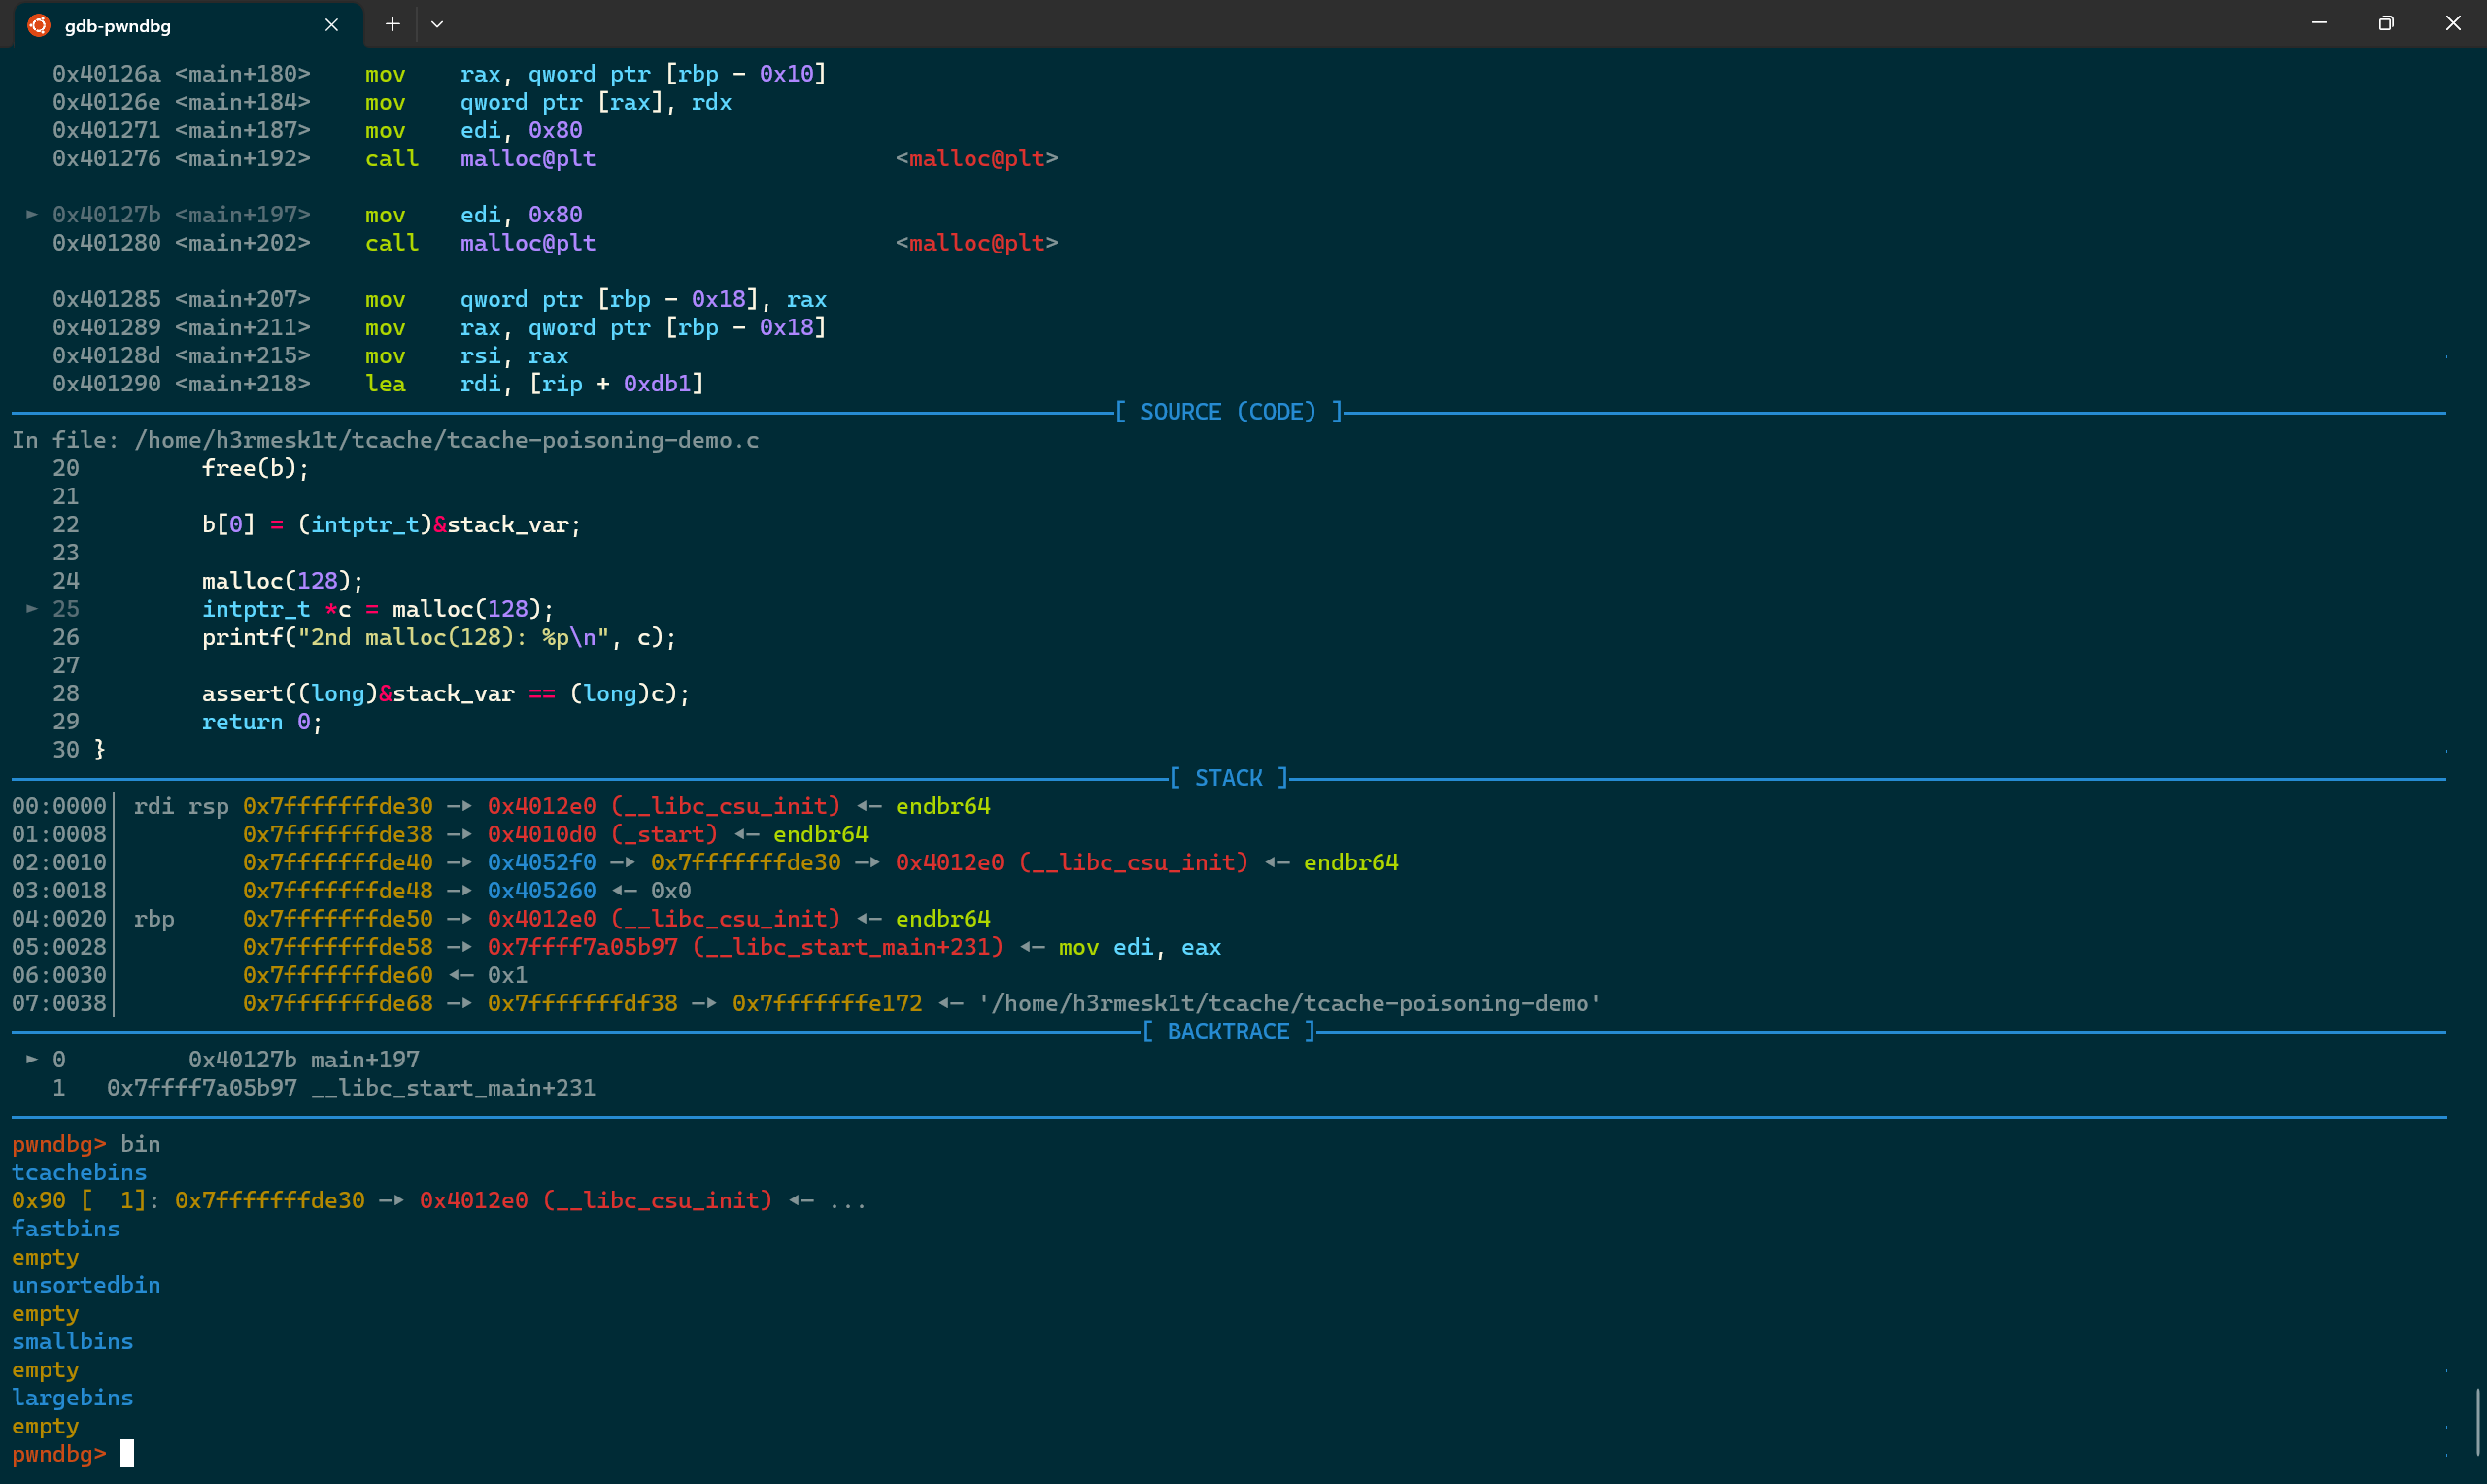 gdb-pwndbg
0x40126a <main+180>    mov    rax, qword ptr [rbp - 0x10]
0x40126e <main+184>    mov    qword ptr [rax], rdx
0x401271 <main+187>    mov    edi, 0x80
0x401276 <main+192>    call   malloc@plt                      <malloc@plt>
► 0x40127b <main+197>    mov    edi, 0x80
0x401280 <main+202>    call   malloc@plt                      <malloc@plt>
0x401285 <main+207>    mov    qword ptr [rbp - 0x18], rax
0x401289 <main+211>    mov    rax, qword ptr [rbp - 0x18]
0x40128d <main+215>    mov    rsi, rax
0x401290 <main+218>    lea    rdi, [rip + 0xdb1]
[ SOURCE (CODE) ]
In file: /home/h3rmesk1t/tcache/tcache-poisoning-demo.c
20         free(b);
21
22         b[0] = (intptr_t)&stack_var;
23
24         malloc(128);
► 25         intptr_t *c = malloc(128);
26         printf("2nd malloc(128): %p\n", c);
27
28         assert((long)&stack_var == (long)c);
29         return 0;
30 }
[ STACK ]
00:0000│ rdi rsp 0x7fffffffde30 —▸ 0x4012e0 (__libc_csu_init) ◂— endbr64
01:0008│         0x7fffffffde38 —▸ 0x4010d0 (_start) ◂— endbr64
02:0010│         0x7fffffffde40 —▸ 0x4052f0 —▸ 0x7fffffffde30 —▸ 0x4012e0 (__libc_csu_init) ◂— endbr64
03:0018│         0x7fffffffde48 —▸ 0x405260 ◂— 0x0
04:0020│ rbp     0x7fffffffde50 —▸ 0x4012e0 (__libc_csu_init) ◂— endbr64
05:0028│         0x7fffffffde58 —▸ 0x7ffff7a05b97 (__libc_start_main+231) ◂— mov edi, eax
06:0030│         0x7fffffffde60 ◂— 0x1
07:0038│         0x7fffffffde68 —▸ 0x7fffffffdf38 —▸ 0x7fffffffe172 ◂— '/home/h3rmesk1t/tcache/tcache-poisoning-demo'
[ BACKTRACE ]
► 0         0x40127b main+197
1   0x7ffff7a05b97 __libc_start_main+231
pwndbg> bin
tcachebins
0x90 [  1]: 0x7fffffffde30 —▸ 0x4012e0 (__libc_csu_init) ◂— ...
fastbins
empty
unsortedbin
empty
smallbins
empty
largebins
empty
pwndbg>